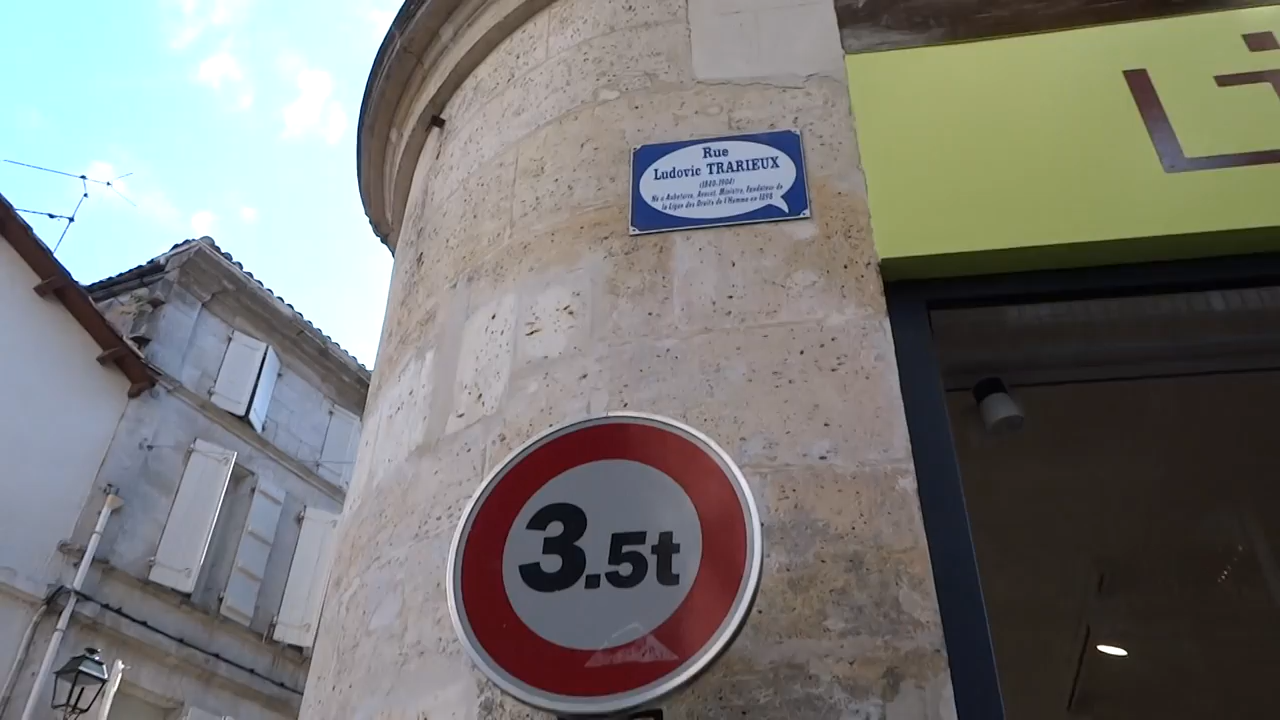 Rue
Ludovic TRARIEUX
(1840-1904)
Né à Aubeterre, Avocat, Ministre, Fondateur de
la Ligue des Droits de l'Homme en 1898
Li
3.5t